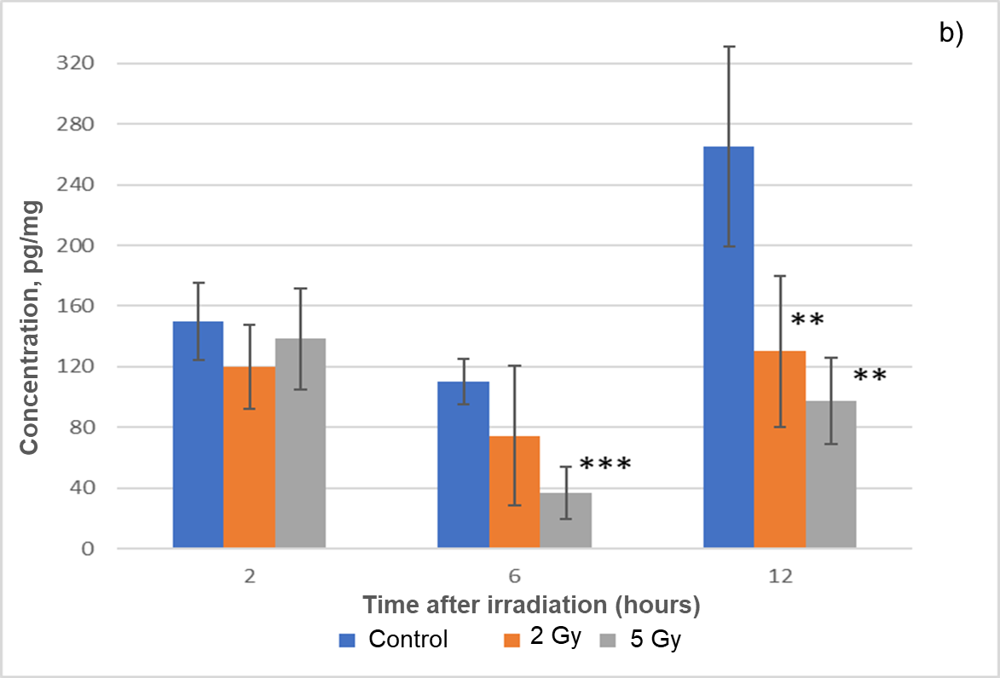 b)
320
280
240
200
160
120
80
40
0
Concentration, pg/mg
**
**
***
2 6 12
Time after irradiation (hours)
Control 2 Gy 5 Gy